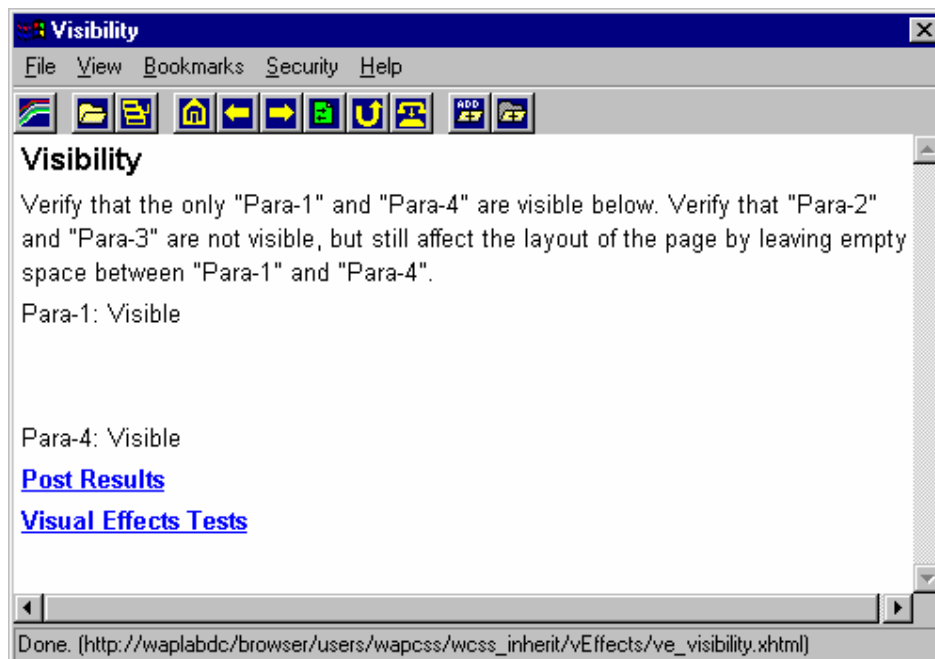 Visibility
File View Bookmarks Security Help
ADD
Visibility
Verify that the only "Para-1" and "Para-4" are visible below. Verify that "Para-2"
and "Para-3" are not visible, but still affect the layout of the page by leaving empty
space between "Para-1" and "Para-4".
Para-1: Visible
Para-4: Visible
Post Results
Visual Effects Tests
Done. (http://waplabdc/browser/users/wapcss/wcss_inherit/vEffects/ve_visibility.xhtml)